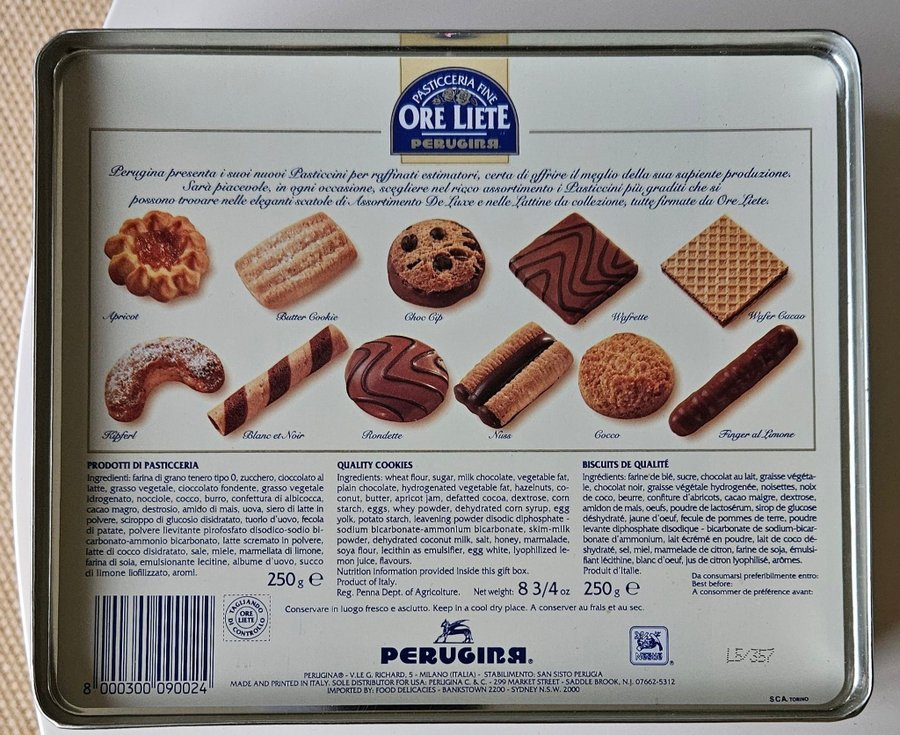 PASTICCERIA FINE
ORE LIETE
PERUGINA
Perugina presenta i suoi nuovi Pasticcini per raffinati estimatori, certa di offrire il meglio della sua sapiente produzione.
Sarà piacevole, in ogni occasione, scegliere nel ricco assortimento i Pasticcini più graditi che si
possono trovare nelle eleganti scatole di Assortimento De Luxe e nelle Lattine da collezione, tutte firmate da Ore Liete.
Apricot
Butter Cookie
Choc Cip
Wafrette
Wafer Cacao
Kipferl
Blanc et Noir
Rondette
Nuss
Cocco
Finger al Limone
PRODOTTI DI PASTICCERIA
Ingredienti: farina di grano tenero tipo 0, zucchero, cioccolato al
latte, grasso vegetale, cioccolato fondente, grasso vegetale
idrogenato, nocciole, cocco, burro, confettura di albicocca,
cacao magro, destrosio, amido di mais, uova, siero di latte in
polvere, sciroppo di glucosio disidratato, tuorlo d'uovo, fecola
di patate, polvere lievitante pirofosfato disodico-sodio bi-
carbonato-ammonio bicarbonato, latte scremato in polvere,
latte di cocco disidratato, sale, miele, marmellata di limone,
farina di soia, emulsionante lecitine, albume d'uovo, succo
di limone liofilizzato, aromi.
250 g e
QUALITY COOKIES
Ingredients: wheat flour, sugar, milk chocolate, vegetable fat,
plain chocolate, hydrogenated vegetable fat, hazelnuts, co-
conut, butter, apricot jam, defatted cocoa, dextrose, corn
starch, eggs, whey powder, dehydrated corn syrup, egg
yolk, potato starch, leavening powder disodic diphosphate -
sodium bicarbonate-ammonium bicarbonate, skim-milk
powder, dehydrated coconut milk, salt, honey, marmalade,
soya flour, lecithin as emulsifier, egg white, lyophilized le-
mon juice, flavours.
Nutrition information provided inside this gift box.
Product of Italy.
Reg. Penna Dept. of Agricolture. Net weight: 8 3/4 oz 250 g e
BISCUITS DE QUALITÉ
Ingrédients: farine de blé, sucre, chocolat au lait, graisse végéta-
le, chocolat noir, graisse végétale hydrogenée, noisettes, noix
de coco, beurre, confiture d'abricots, cacao maigre, dextrose,
amidon de mais, oeufs, poudre de lactosérum, sirop de glucose
déshydraté, jaune d'oeuf, fecule de pommes de terre, poudre
levante diphosphate disodique - bicarbonate de sodium-bicar-
bonate d'ammonium, lait écrémé en poudre, lait de coco dé-
shydraté, sel, miel, marmelade de citron, farine de soja, émulsi-
fiant lécithine, blanc d'oeuf, jus de citron lyophilisé, arômes.
Produit d'Italie.
Da consumarsi preferibilmente entro:
Best before:
A consommer de préférence avant:
Conservare in luogo fresco e asciutto. Keep in a cool dry place. A conserver au frais et au sec.
TAGLIANDO
ORE
LIETE
DI CONTROLLO
8 000300 090024
PERUGINA®
NESTLÉ
L5/357
PERUGINA® - V.LE G. RICHARD, 5 - MILANO (ITALIA) - STABILIMENTO: SAN SISTO PERUGIA
MADE AND PRINTED IN ITALY. SOLE DISTRIBUTOR FOR USA: PERUGINA C. & C. - 299 MARKET STREET - SADDLE BROOK, N.J. 07662-5312
IMPORTED BY: FOOD DELICACIES - BANKSTOWN 2200 - SYDNEY N.S.W. 2000
S.C.A. TORINO